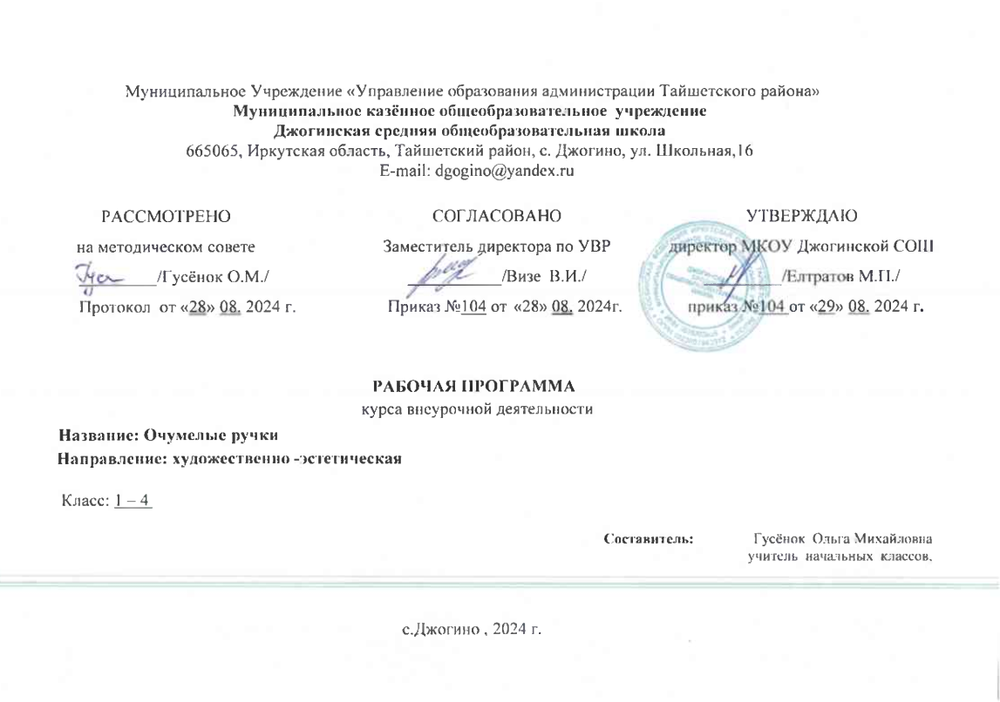 Муниципальное Учреждение «Управление образования администрации Тайшетского района»
Муниципальное казённое общеобразовательное учреждение
Джогинская средняя общеобразовательная школа
665065, Иркутская область, Тайшетский район, с. Джогино, ул. Школьная,16
E-mail: dgogino@yandex.ru
РАССМОТРЕНО СОГЛАСОВАНО УТВЕРЖДАЮ
на методическом совете Заместитель директора по УВР директор МКОУ Джогинской СОШ
/Гусёнок О.М./ /Визе В.И./ /Елтратов М.П./
Протокол от «28» 08. 2024 г. Приказ №104 от «28» 08. 2024г. приказ №104 от «29» 08. 2024 г.
РАБОЧАЯ ПРОГРАММА
курса внеурочной деятельности
Название: Очумелые ручки
Направление: художественно -эстетическая
Класс: 1 – 4
Составитель: Гусёнок Ольга Михайловна
учитель начальных классов.
с.Джогино , 2024 г.